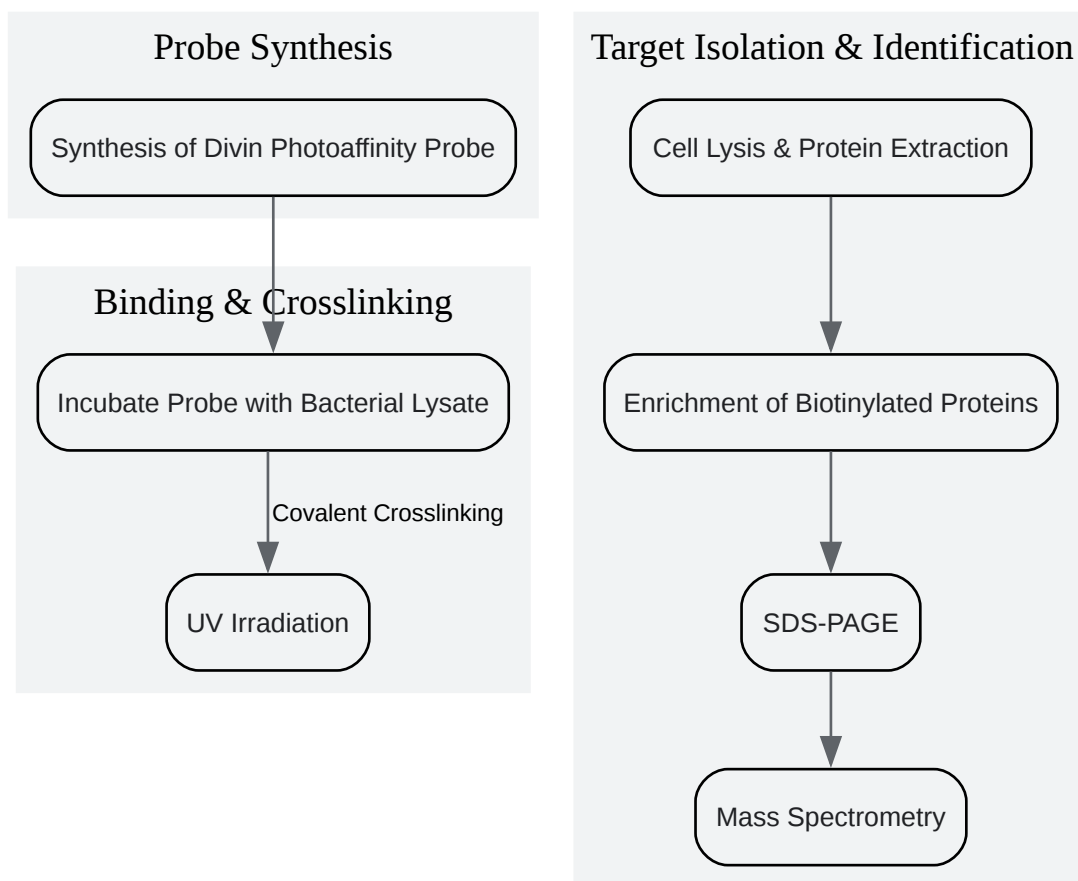 Probe Synthesis
Synthesis of Divin Photoaffinity Probe
Binding & Crosslinking
Incubate Probe with Bacterial Lysate
Covalent Crosslinking
UV Irradiation
Target Isolation & Identification
Cell Lysis & Protein Extraction
Enrichment of Biotinylated Proteins
SDS-PAGE
Mass Spectrometry